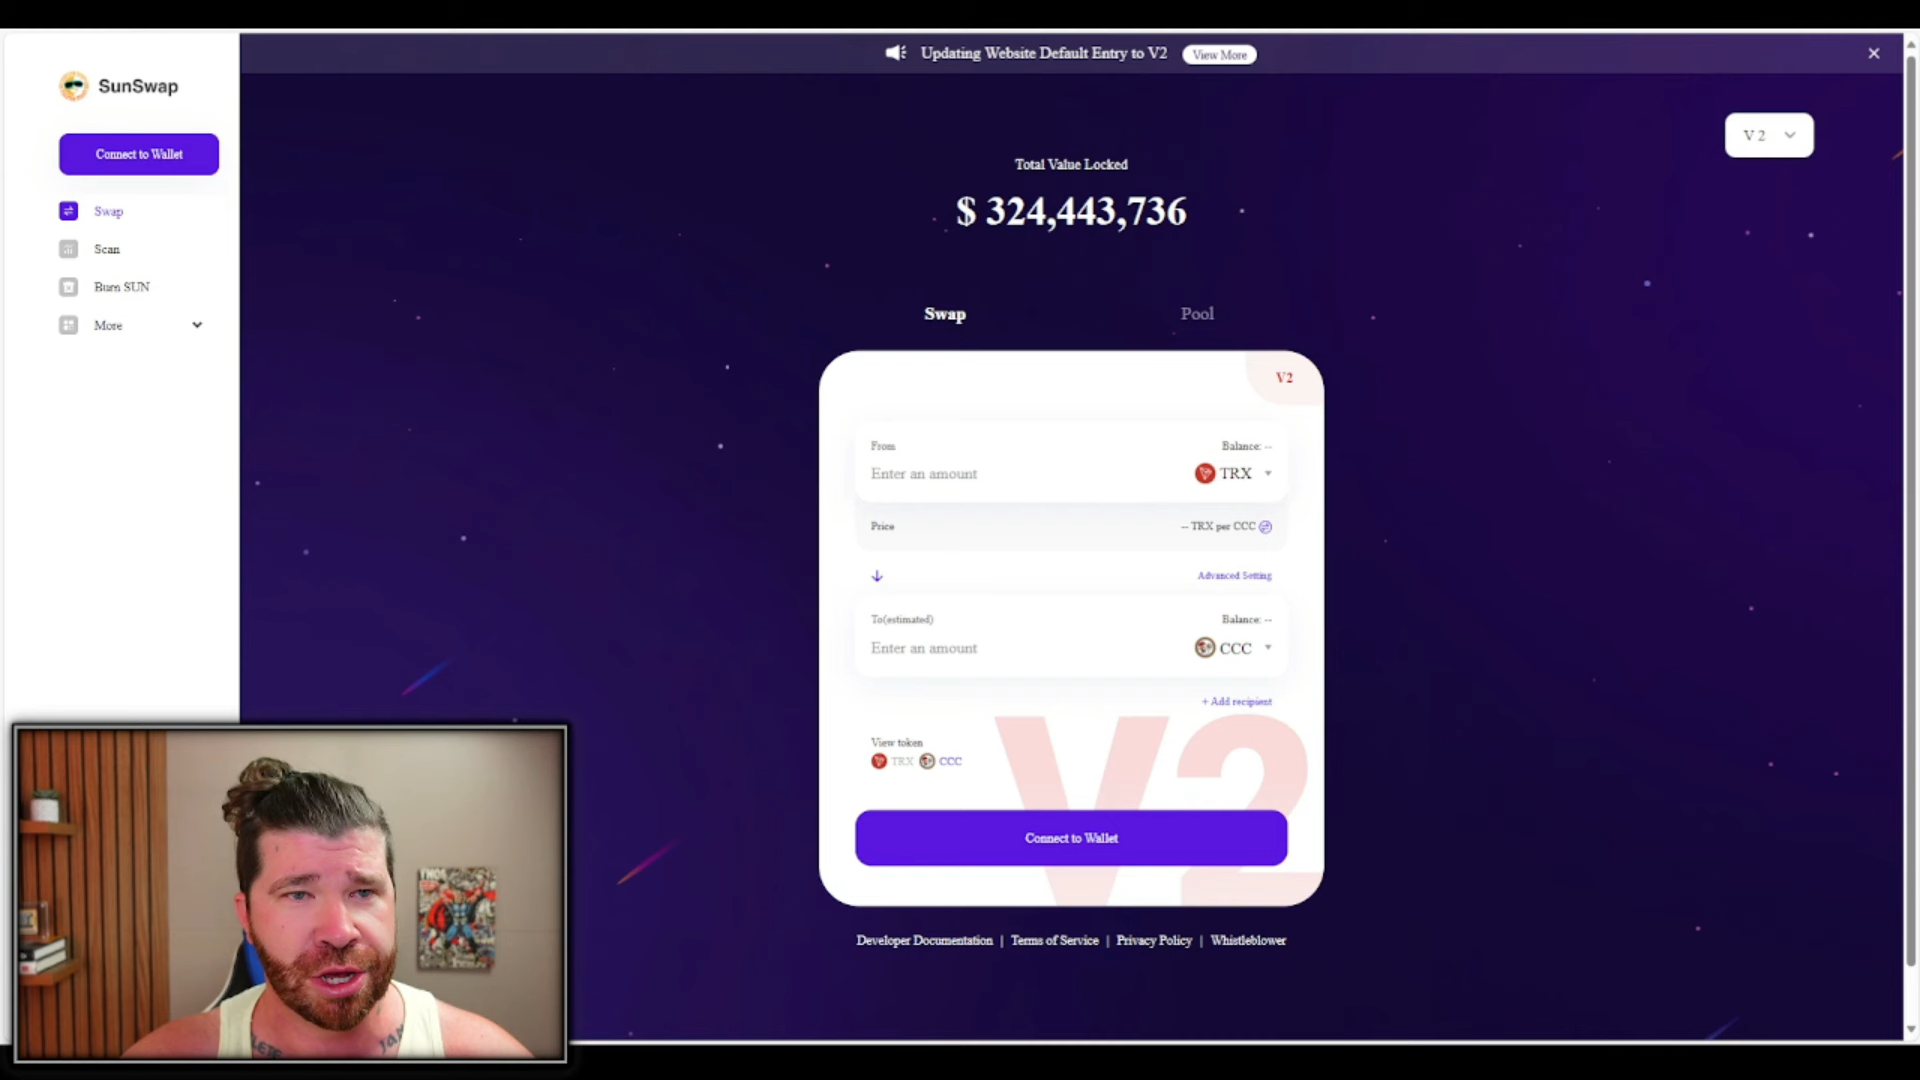 Updating Website Default Entry to V2 View More
SunSwap
Connect to Wallet
Swap
Scan
Burn SUN
More
V 2
Total Value Locked
$ 324,443,736
Swap Pool
V2
From Balance: --
Enter an amount TRX
Price -- TRX per CCC
Advanced Setting
To(estimated) Balance: --
Enter an amount CCC
+ Add recipient
View token
TRX CCC
V2
Connect to Wallet
Developer Documentation | Terms of Service | Privacy Policy | Whistleblower
THOR